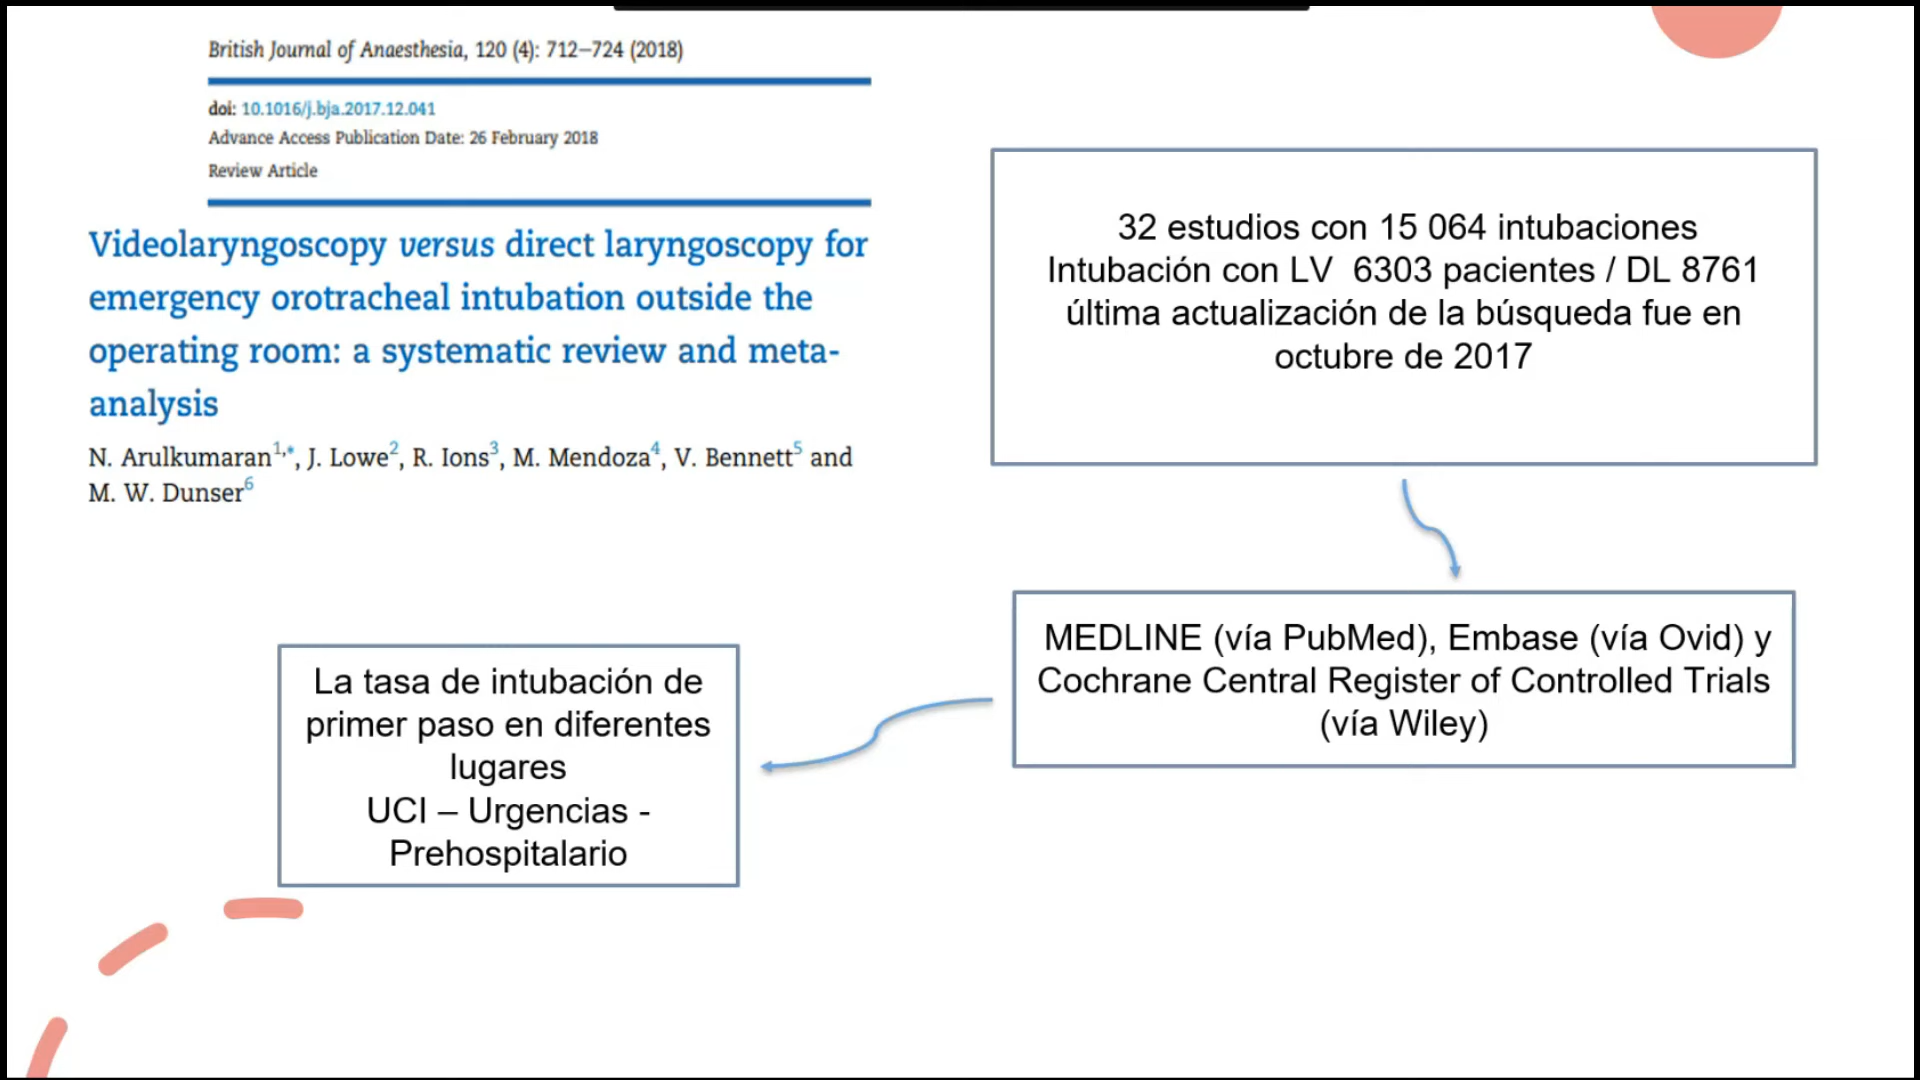 British Journal of Anaesthesia, 120 (4): 712–724 (2018)
doi: 10.1016/j.bja.2017.12.041
Advance Access Publication Date: 26 February 2018
Review Article
Videolaryngoscopy versus direct laryngoscopy for
emergency orotracheal intubation outside the
operating room: a systematic review and meta-
analysis
N. Arulkumaran1,*, J. Lowe2, R. Ions3, M. Mendoza4, V. Bennett5 and
M. W. Dunser6
32 estudios con 15 064 intubaciones
Intubación con LV 6303 pacientes / DL 8761
última actualización de la búsqueda fue en
octubre de 2017
MEDLINE (vía PubMed), Embase (vía Ovid) y
Cochrane Central Register of Controlled Trials
(vía Wiley)
La tasa de intubación de
primer paso en diferentes
lugares
UCI – Urgencias -
Prehospitalario